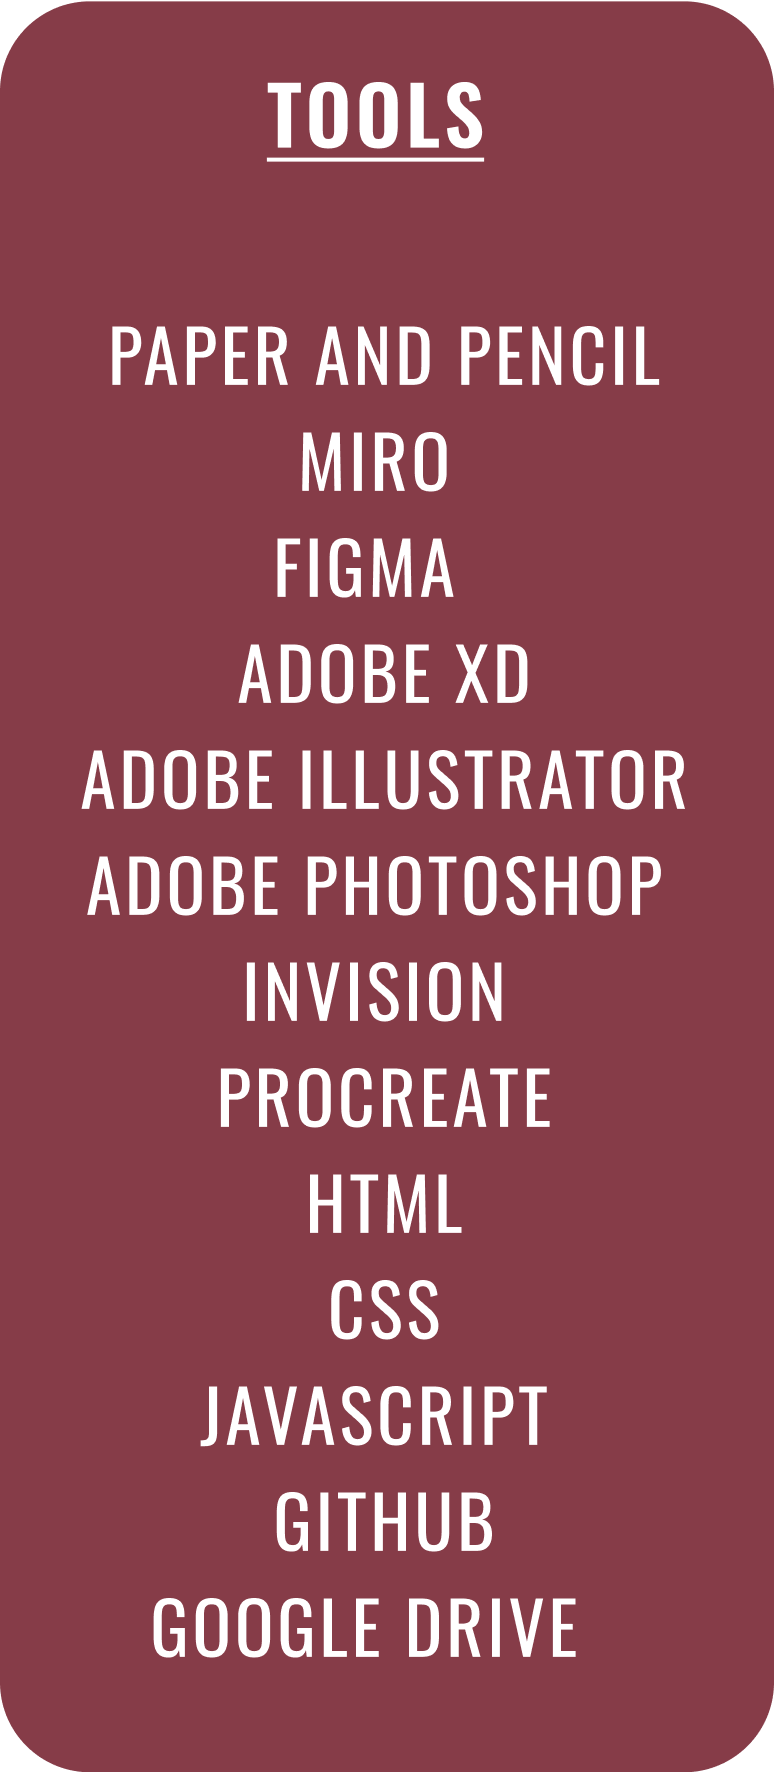 TOOLS
PAPER AND PENCIL
MIRO
FIGMA
ADOBE XD
ADOBE ILLUSTRATOR
ADOBE PHOTOSHOP
INVISION
PROCREATE
HTML
CSS
JAVASCRIPT
GITHUB
GOOGLE DRIVE